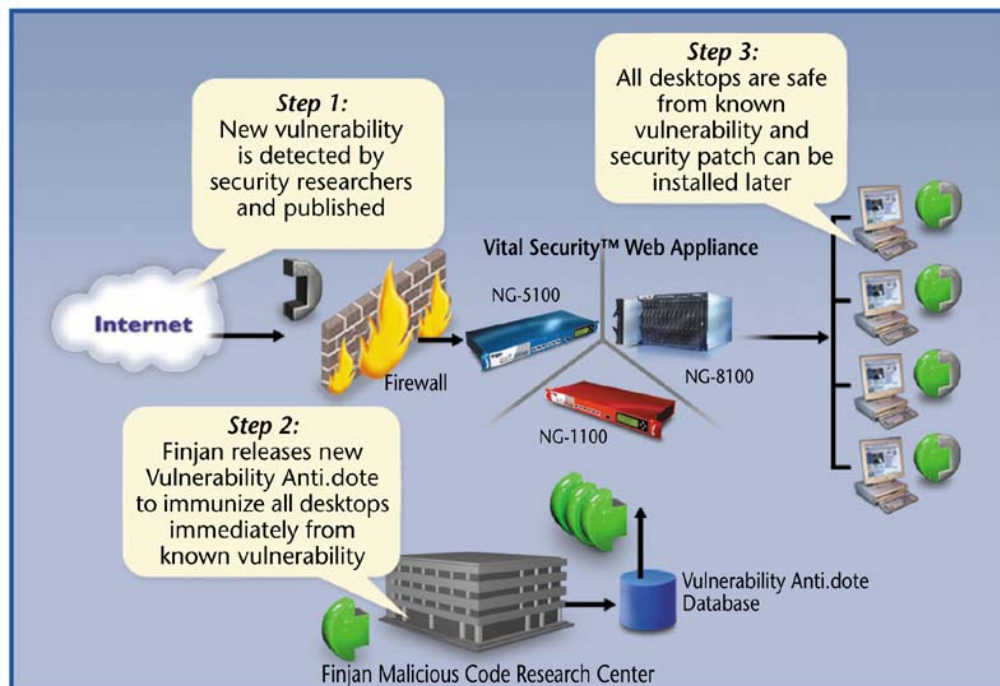 Step 1:
New vulnerability
is detected by
security researchers
and published
Step 3:
All desktops are safe
from known
vulnerability and
security patch can be
installed later
Vital Security™ Web Appliance
Internet
Firewall
NG-5100
NG-8100
NG-1100
Step 2:
Finjan releases new
Vulnerability Anti.dote
to immunize all desktops
immediately from
known vulnerability
Vulnerability Anti.dote
Database
Finjan Malicious Code Research Center